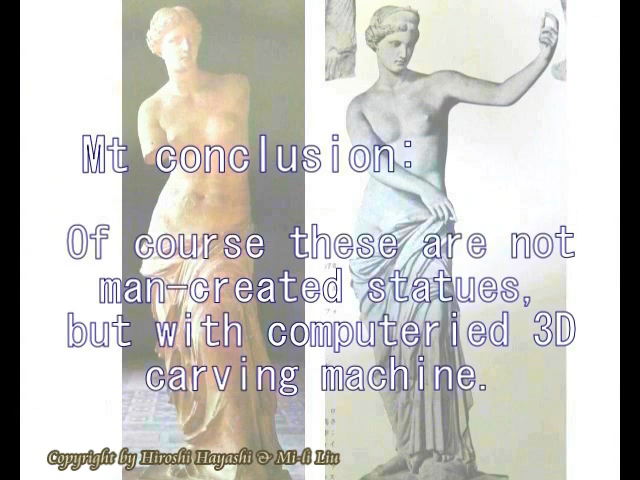 Mt conclusion:
Of course these are not
man-created statues,
but with computeried 3D
carving machine.
Copyright by Hiroshi Hayashi & Mi-li Liu